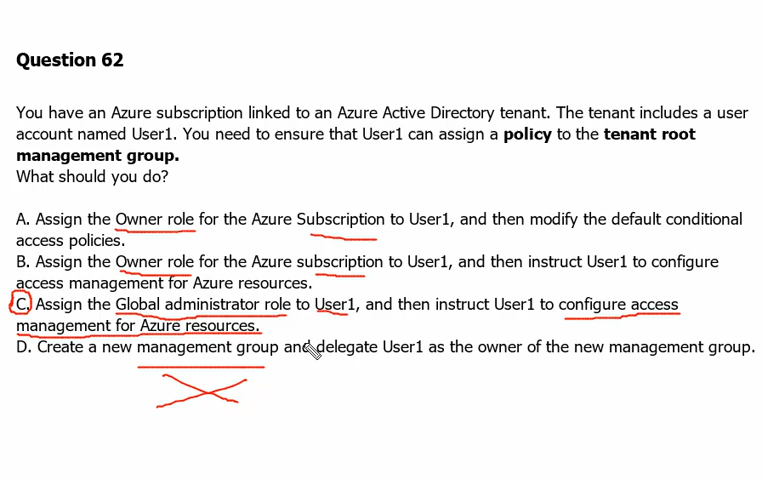 Question 62
You have an Azure subscription linked to an Azure Active Directory tenant. The tenant includes a user
account named User1. You need to ensure that User1 can assign a policy to the tenant root
management group.
What should you do?
A. Assign the Owner role for the Azure Subscription to User1, and then modify the default conditional
access policies.
B. Assign the Owner role for the Azure subscription to User1, and then instruct User1 to configure
access management for Azure resources.
C. Assign the Global administrator role to User1, and then instruct User1 to configure access
management for Azure resources.
D. Create a new management group and delegate User1 as the owner of the new management group.